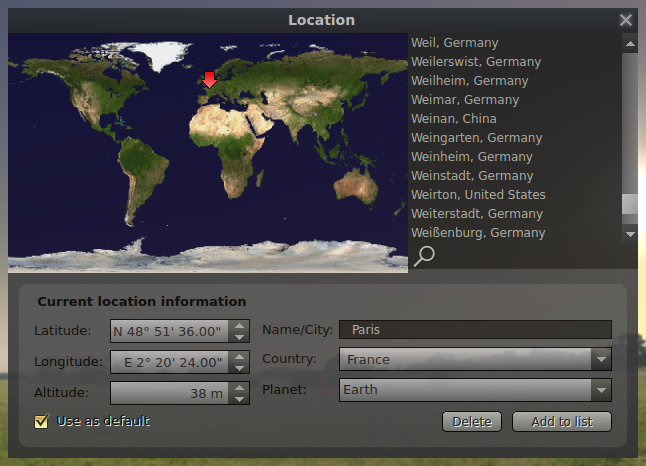 Location
Weil, Germany
Weilerswist, Germany
Weilheim, Germany
Weimar, Germany
Weinan, China
Weingarten, Germany
Weinheim, Germany
Weinstadt, Germany
Weirton, United States
Weiterstadt, Germany
Weißenburg, Germany
Current location information
Latitude: N 48° 51' 36.00"
Name/City: Paris
Longitude: E 2° 20' 24.00"
Country: France
Altitude: 38 m
Planet: Earth
Use as default
Delete
Add to list